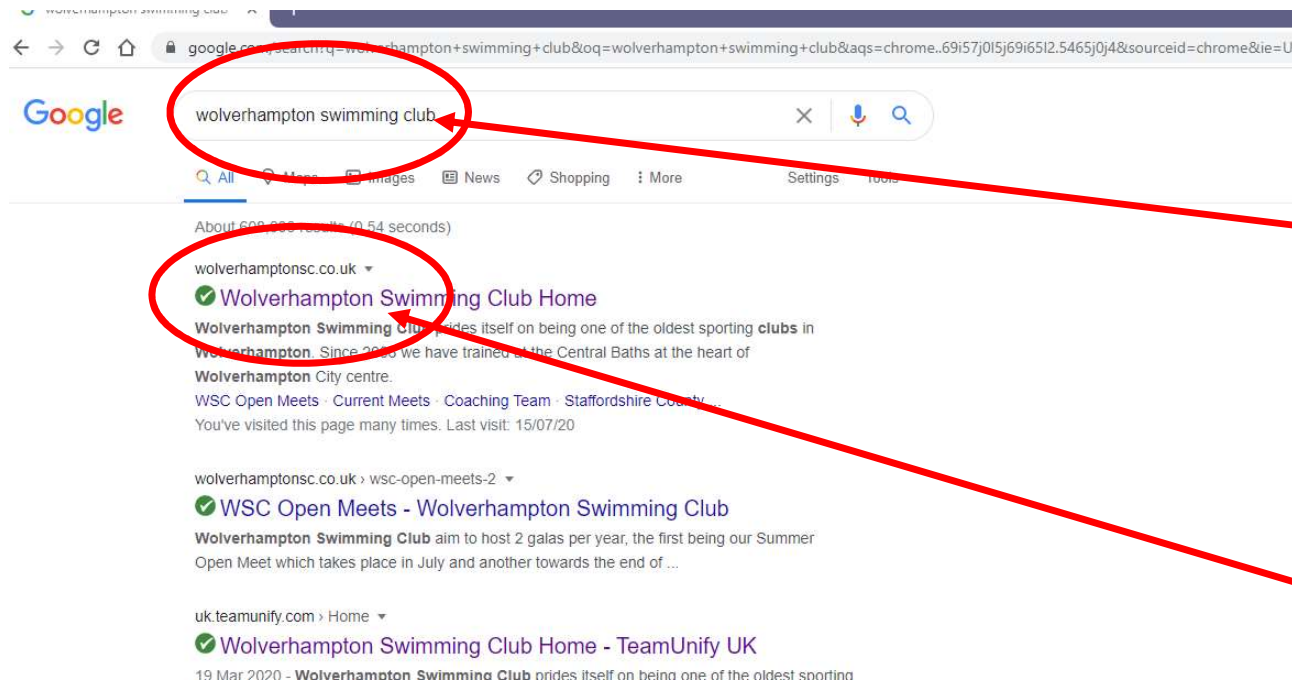 wolverhampton swimming club
google.com/search?q=wolverhampton+swimming+club&oq=wolverhampton+swimming+club&aqs=chrome..69i57j0l5j69i65l2.5465j0j4&sourceid=chrome&ie=U
Google
wolverhampton swimming club
All Maps Images News Shopping More Settings Tools
About results (0.54 seconds)
wolverhamptonsc.co.uk
Wolverhampton Swimming Club Home
Wolverhampton Swimming Club prides itself on being one of the oldest sporting clubs in
Wolverhampton. Since we have trained at the Central Baths at the heart of
Wolverhampton City centre.
WSC Open Meets · Current Meets · Coaching Team · Staffordshire County ...
You've visited this page many times. Last visit: 15/07/20
wolverhamptonsc.co.uk › wsc-open-meets-2
WSC Open Meets - Wolverhampton Swimming Club
Wolverhampton Swimming Club aim to host 2 galas per year, the first being our Summer
Open Meet which takes place in July and another towards the end of ...
uk.teamunify.com › Home
Wolverhampton Swimming Club Home - TeamUnify UK
19 Mar 2020 - Wolverhampton Swimming Club prides itself on being one of the oldest sporting